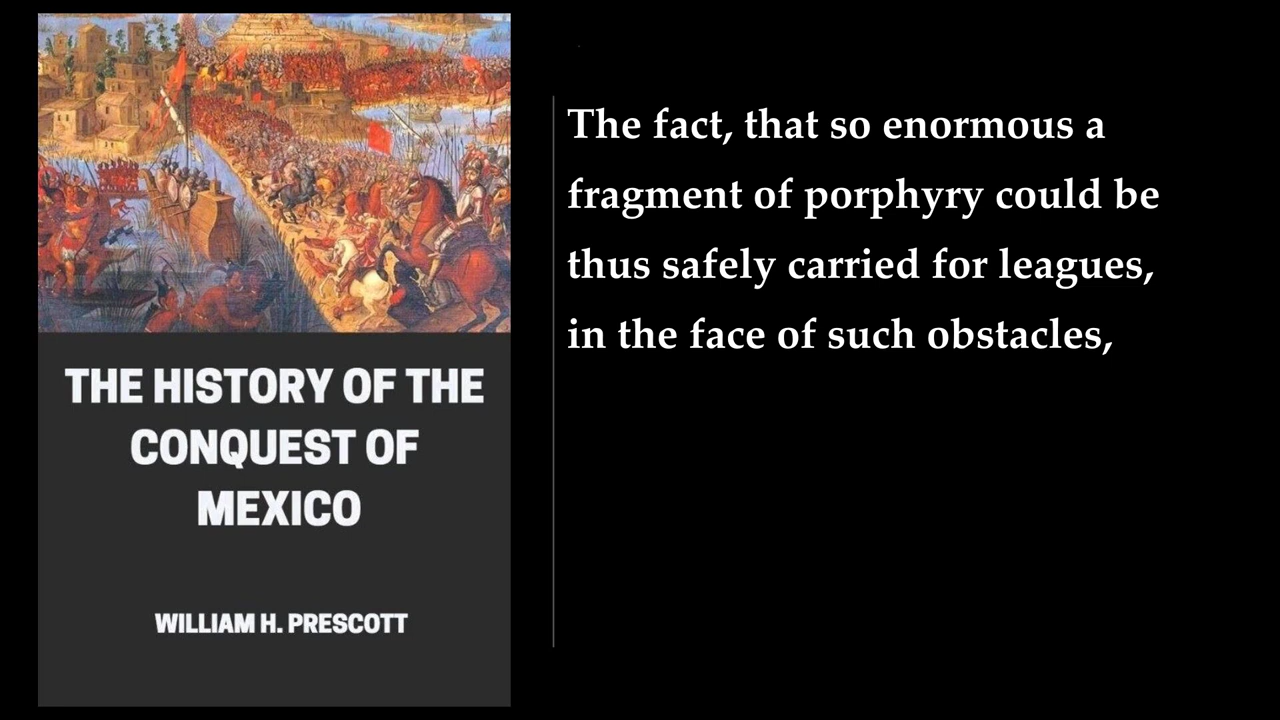 THE HISTORY OF THE
CONQUEST OF
MEXICO
WILLIAM H. PRESCOTT
The fact, that so enormous a
fragment of porphyry could be
thus safely carried for leagues,
in the face of such obstacles,